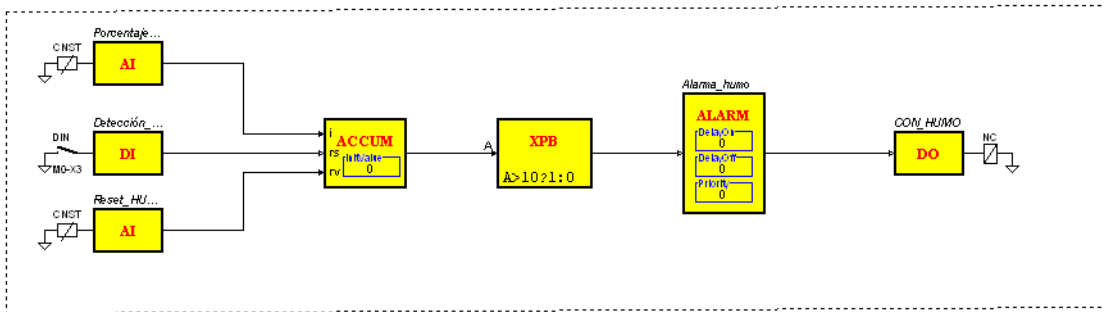 Porcentaje...
CNST
AI
Detección_...
DIN
DI
M0-X3
Reset_HU...
CNST
AI
i
rs
rv
ACCUM
InitValue
0
A
XPB
A>10?1:0
Alarma_humo
ALARM
DelayOn
0
DelayOff
0
Priority
0
CON_HUMO
DO
NC